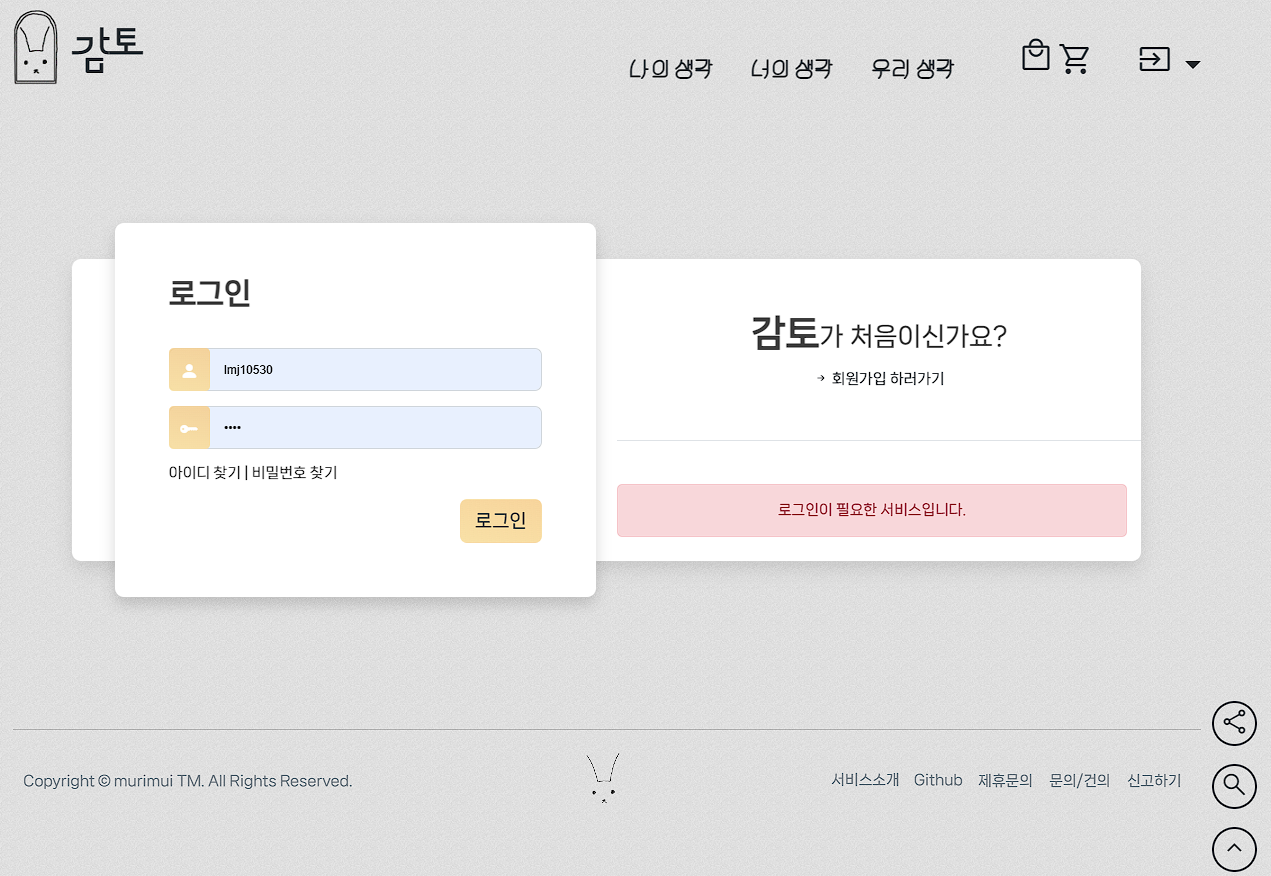 감토
나의 생각 너의 생각 우리 생각
로그인
lmj10530
••••
아이디 찾기 | 비밀번호 찾기
로그인
감토가 처음이신가요?
→ 회원가입 하러가기
로그인이 필요한 서비스입니다.
Copyright © murimui TM. All Rights Reserved.
서비스소개 Github 제휴문의 문의/건의 신고하기